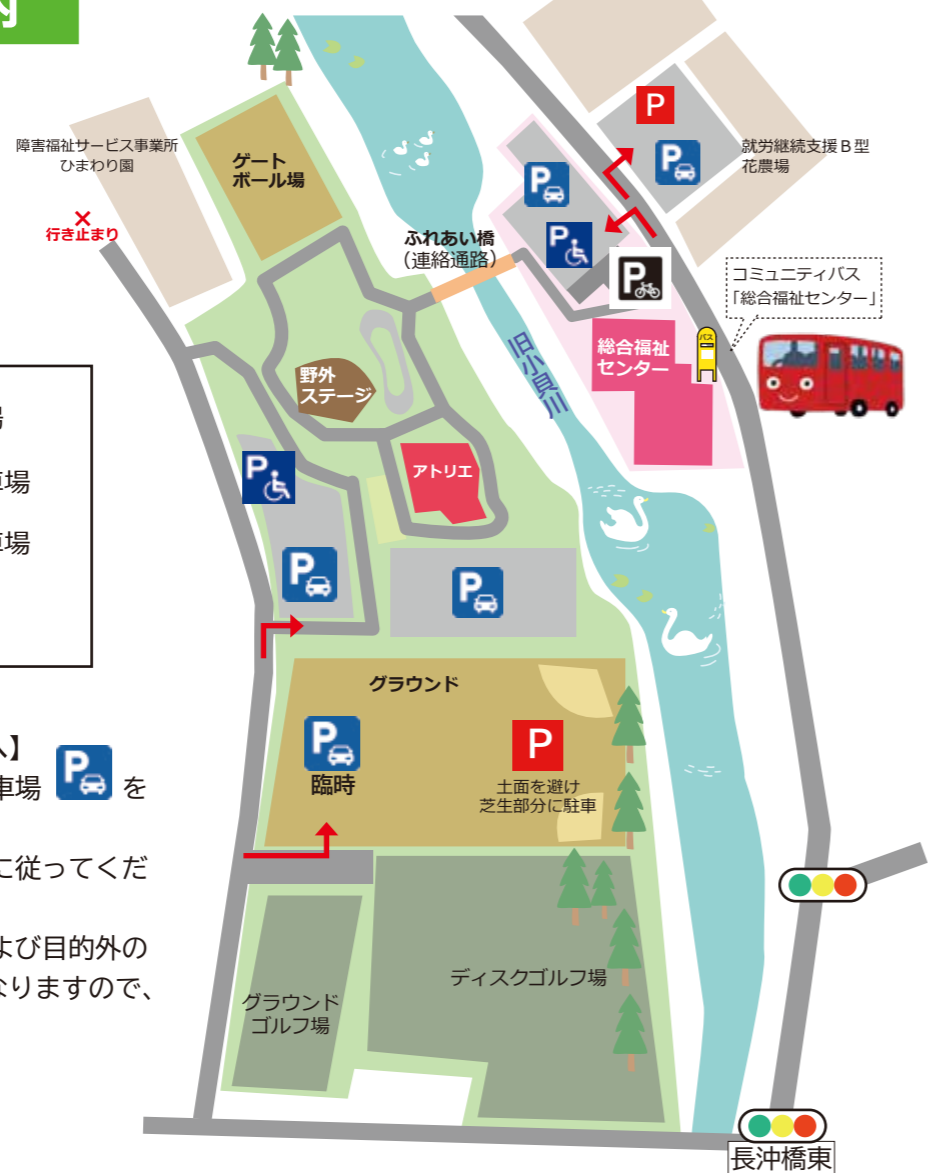 内
障害福祉サービス事業所
ひまわり園
行き止まり
ゲート
ボール場
P
P
P
P
P
就労継続支援B型
花農場
ふれあい橋
(連絡通路)
コミュニティバス
「総合福祉センター」
バス
総合福祉
センター
旧小貝川
野外
ステージ
アトリエ
P
P
P
場
車場
車場
グラウンド
P
臨時
P
土面を避け
芝生部分に駐車
】
車場 P を
に従ってくだ
よび目的外の
なりますので、
グラウンド
ゴルフ場
ディスクゴルフ場
長沖橋東